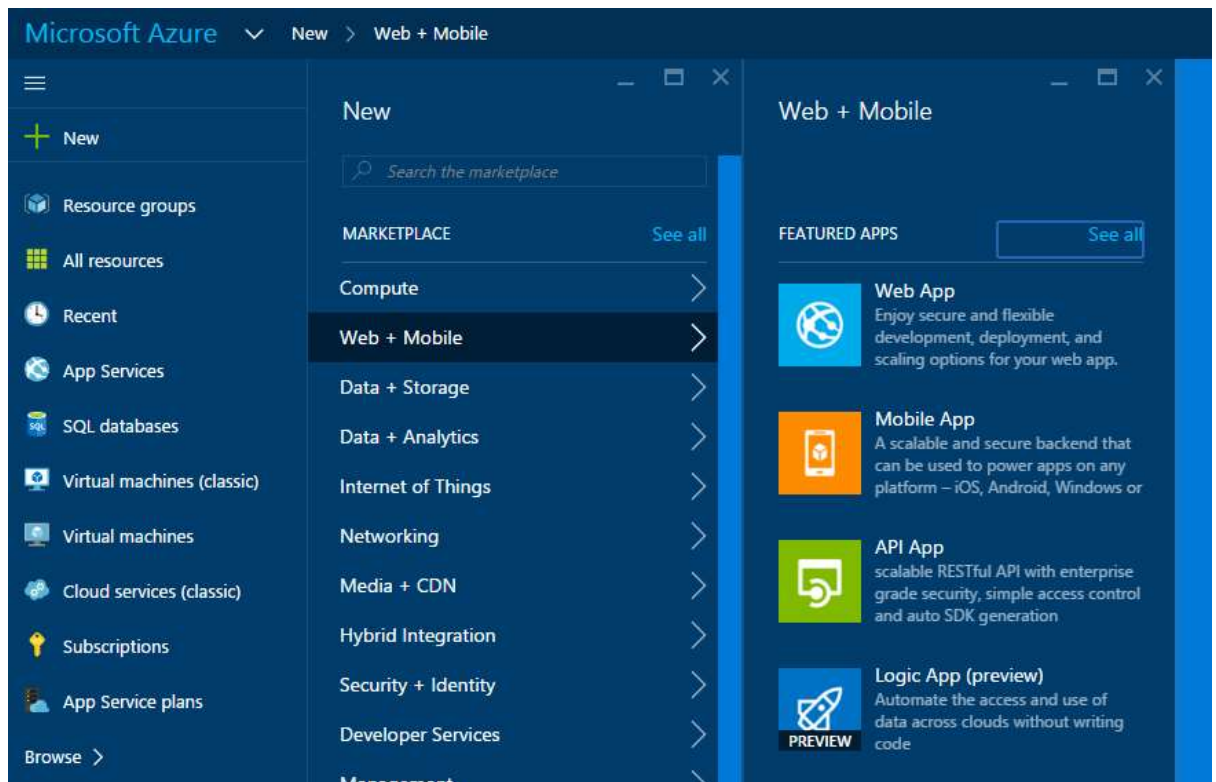 Microsoft Azure New > Web + Mobile
New
Resource groups
All resources
Recent
App Services
SQL databases
Virtual machines (classic)
Virtual machines
Cloud services (classic)
Subscriptions
App Service plans
Browse >
New
Search the marketplace
MARKETPLACE See all
Compute
Web + Mobile
Data + Storage
Data + Analytics
Internet of Things
Networking
Media + CDN
Hybrid Integration
Security + Identity
Developer Services
Management
Web + Mobile
FEATURED APPS See all
Web App
Enjoy secure and flexible
development, deployment, and
scaling options for your web app.
Mobile App
A scalable and secure backend that
can be used to power apps on any
platform – iOS, Android, Windows or
API App
scalable RESTful API with enterprise
grade security, simple access control
and auto SDK generation
Logic App (preview)
Automate the access and use of
data across clouds without writing
code
PREVIEW